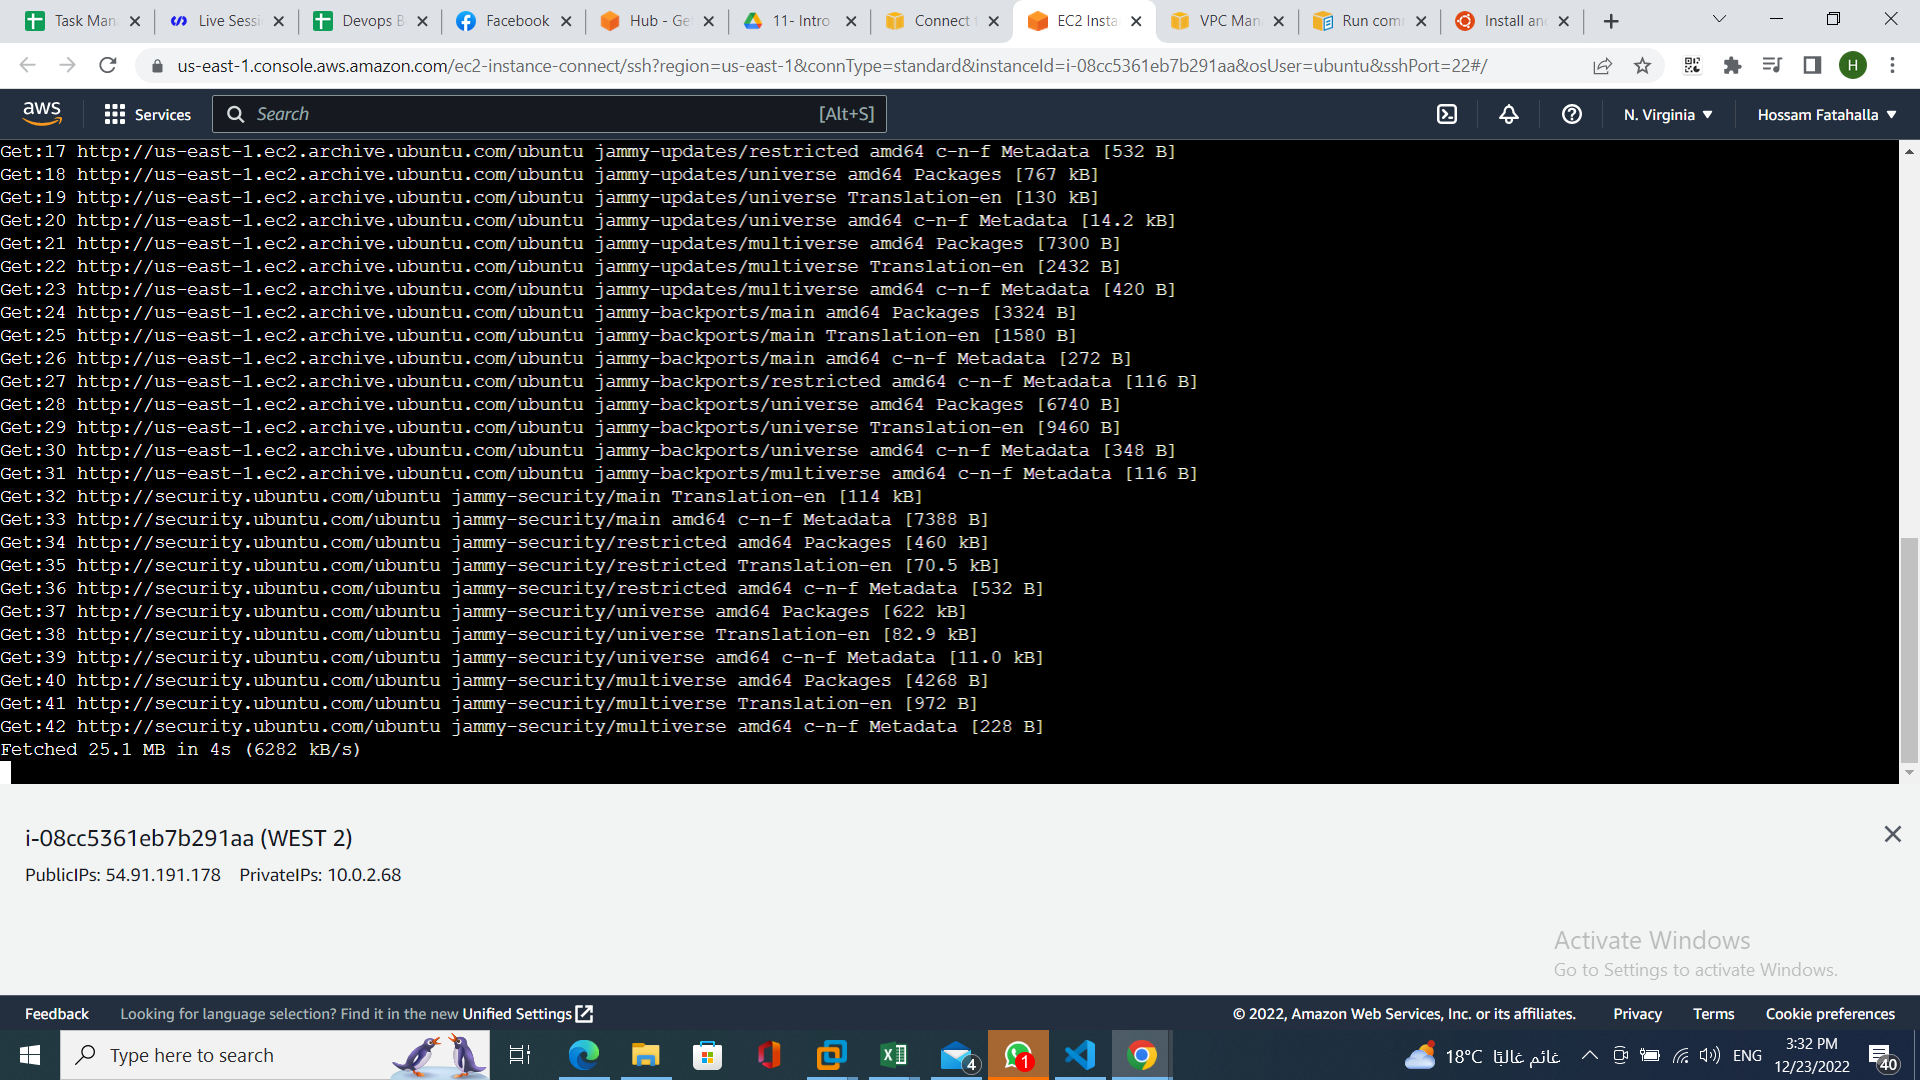 Task Man
Live Sessi
Devops B
Facebook
Hub - Ge
11- Intro
Connect
EC2 Insta
VPC Man
Run com
Install an
us-east-1.console.aws.amazon.com/ec2-instance-connect/ssh?region=us-east-1&connType=standard&instanceId=i-08cc5361eb7b291aa&osUser=ubuntu&sshPort=22#/
H
aws
Services
Search
[Alt+S]
N. Virginia
Hossam Fatahalla
Get:17 http://us-east-1.ec2.archive.ubuntu.com/ubuntu jammy-updates/restricted amd64 c-n-f Metadata [532 B]
Get:18 http://us-east-1.ec2.archive.ubuntu.com/ubuntu jammy-updates/universe amd64 Packages [767 kB]
Get:19 http://us-east-1.ec2.archive.ubuntu.com/ubuntu jammy-updates/universe Translation-en [130 kB]
Get:20 http://us-east-1.ec2.archive.ubuntu.com/ubuntu jammy-updates/universe amd64 c-n-f Metadata [14.2 kB]
Get:21 http://us-east-1.ec2.archive.ubuntu.com/ubuntu jammy-updates/multiverse amd64 Packages [7300 B]
Get:22 http://us-east-1.ec2.archive.ubuntu.com/ubuntu jammy-updates/multiverse Translation-en [2432 B]
Get:23 http://us-east-1.ec2.archive.ubuntu.com/ubuntu jammy-updates/multiverse amd64 c-n-f Metadata [420 B]
Get:24 http://us-east-1.ec2.archive.ubuntu.com/ubuntu jammy-backports/main amd64 Packages [3324 B]
Get:25 http://us-east-1.ec2.archive.ubuntu.com/ubuntu jammy-backports/main Translation-en [1580 B]
Get:26 http://us-east-1.ec2.archive.ubuntu.com/ubuntu jammy-backports/main amd64 c-n-f Metadata [272 B]
Get:27 http://us-east-1.ec2.archive.ubuntu.com/ubuntu jammy-backports/restricted amd64 c-n-f Metadata [116 B]
Get:28 http://us-east-1.ec2.archive.ubuntu.com/ubuntu jammy-backports/universe amd64 Packages [6740 B]
Get:29 http://us-east-1.ec2.archive.ubuntu.com/ubuntu jammy-backports/universe Translation-en [9460 B]
Get:30 http://us-east-1.ec2.archive.ubuntu.com/ubuntu jammy-backports/universe amd64 c-n-f Metadata [348 B]
Get:31 http://us-east-1.ec2.archive.ubuntu.com/ubuntu jammy-backports/multiverse amd64 c-n-f Metadata [116 B]
Get:32 http://security.ubuntu.com/ubuntu jammy-security/main Translation-en [114 kB]
Get:33 http://security.ubuntu.com/ubuntu jammy-security/main amd64 c-n-f Metadata [7388 B]
Get:34 http://security.ubuntu.com/ubuntu jammy-security/restricted amd64 Packages [460 kB]
Get:35 http://security.ubuntu.com/ubuntu jammy-security/restricted Translation-en [70.5 kB]
Get:36 http://security.ubuntu.com/ubuntu jammy-security/restricted amd64 c-n-f Metadata [532 B]
Get:37 http://security.ubuntu.com/ubuntu jammy-security/universe amd64 Packages [622 kB]
Get:38 http://security.ubuntu.com/ubuntu jammy-security/universe Translation-en [82.9 kB]
Get:39 http://security.ubuntu.com/ubuntu jammy-security/universe amd64 c-n-f Metadata [11.0 kB]
Get:40 http://security.ubuntu.com/ubuntu jammy-security/multiverse amd64 Packages [4268 B]
Get:41 http://security.ubuntu.com/ubuntu jammy-security/multiverse Translation-en [972 B]
Get:42 http://security.ubuntu.com/ubuntu jammy-security/multiverse amd64 c-n-f Metadata [228 B]
Fetched 25.1 MB in 4s (6282 kB/s)
i-08cc5361eb7b291aa (WEST 2)
PublicIPs: 54.91.191.178 PrivateIPs: 10.0.2.68
Activate Windows
Go to Settings to activate Windows.
Feedback
Looking for language selection? Find it in the new Unified Settings
© 2022, Amazon Web Services, Inc. or its affiliates.
Privacy
Terms
Cookie preferences
Type here to search
4
1
18°C غائم غالبًا
ENG
3:32 PM
12/23/2022
40